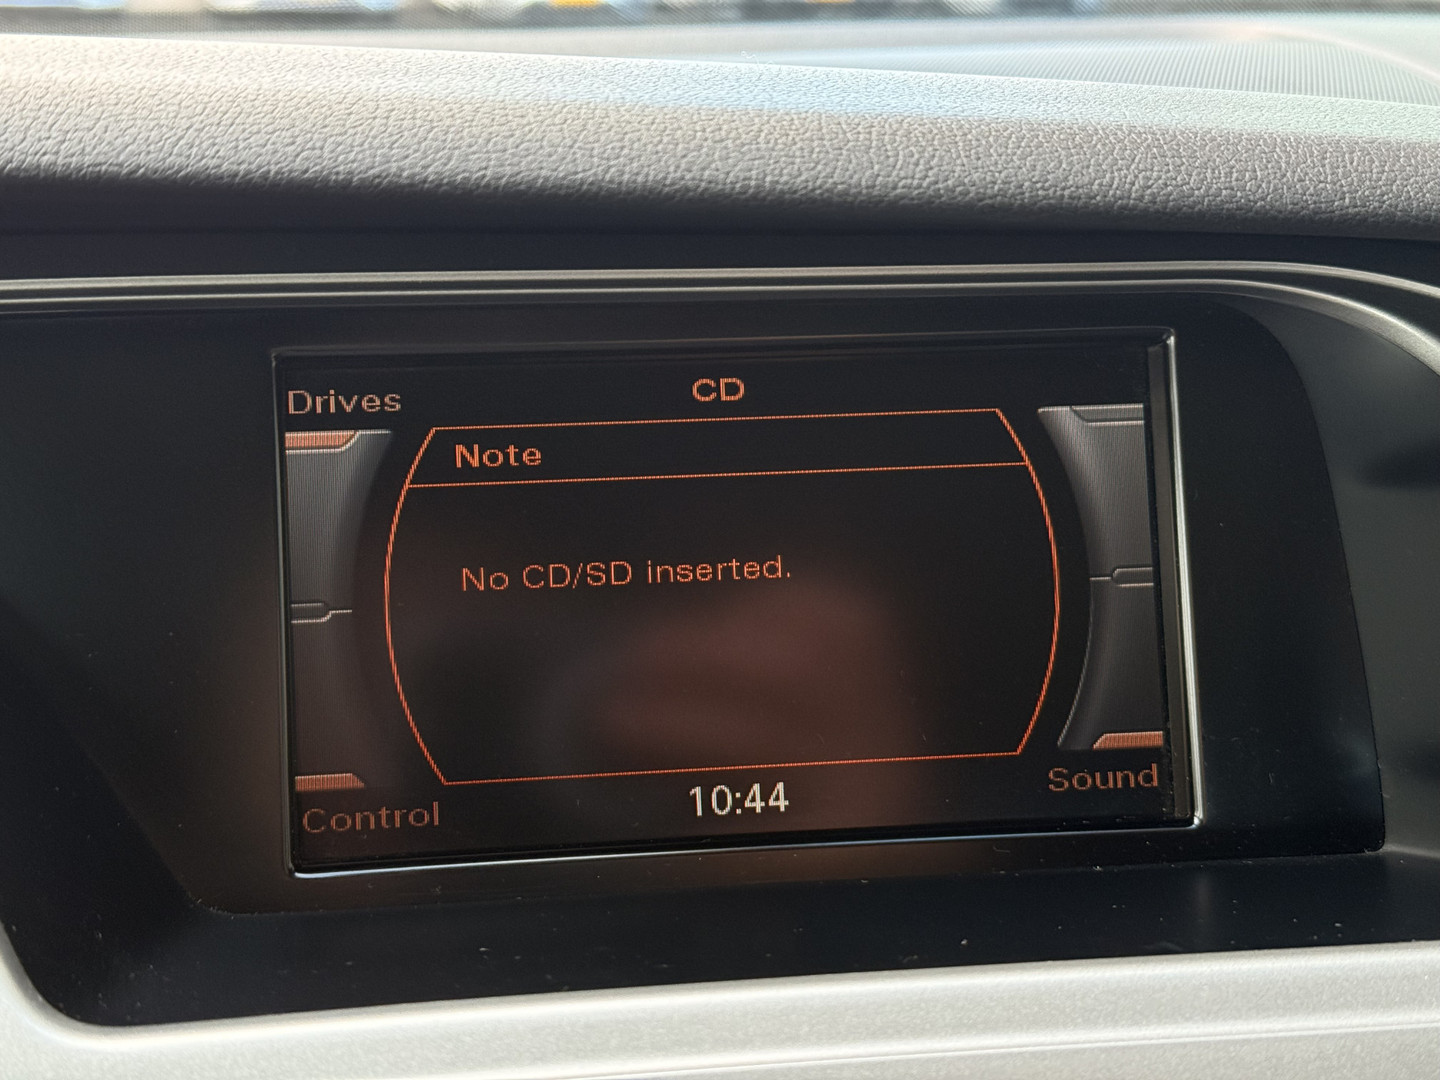 Drives
CD
Note
No CD/SD inserted.
10:44
Sound
Control